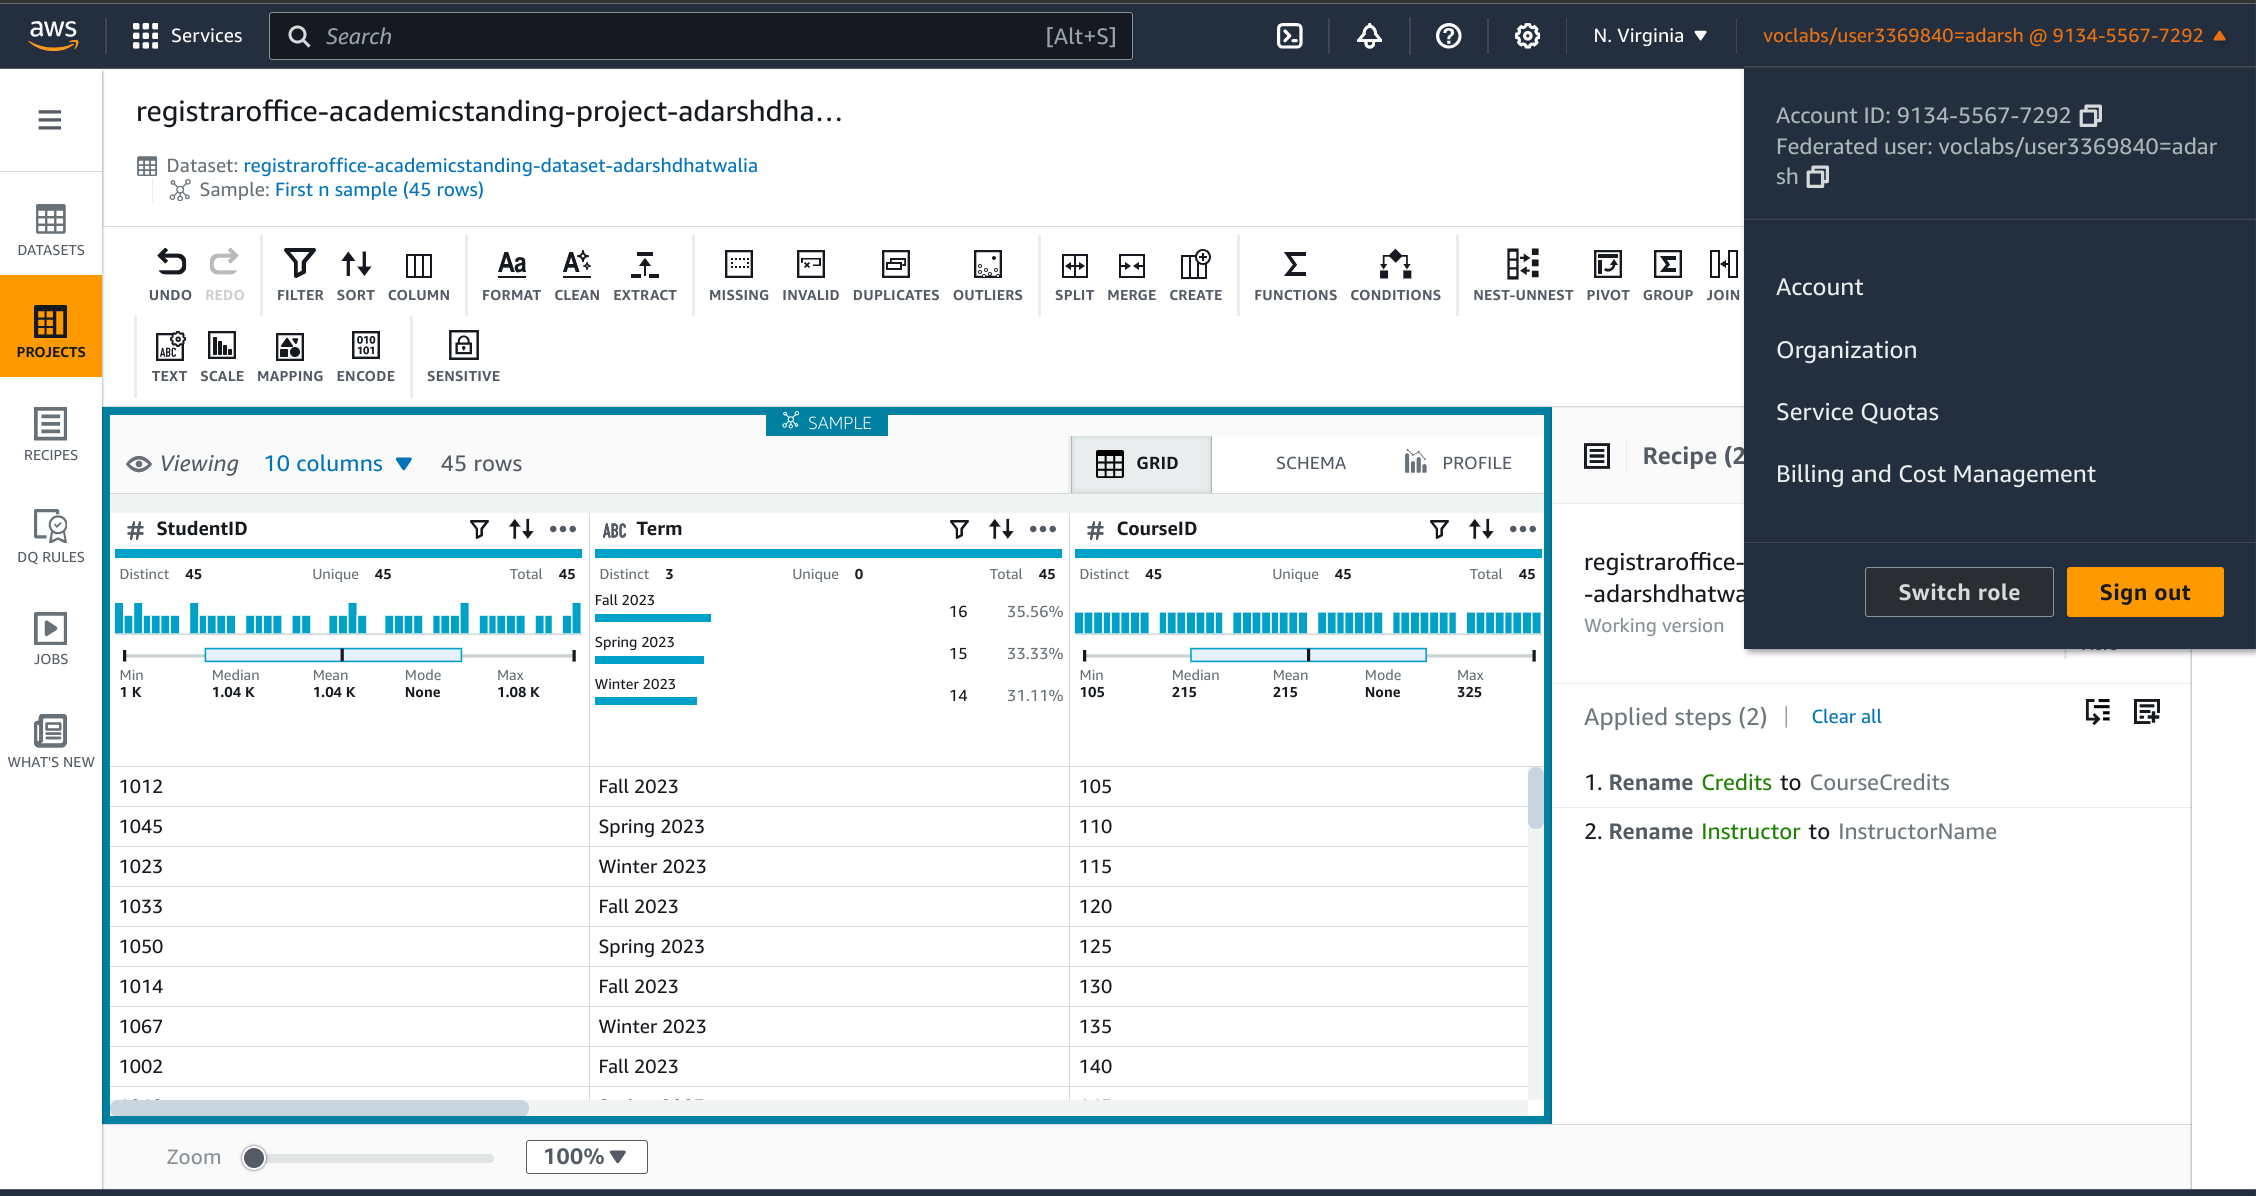 aws
Services
Search
[Alt+S]
N. Virginia
voclabs/user3369840=adarsh @ 9134-5567-7292
Account ID: 9134-5567-7292
Federated user: voclabs/user3369840=adar
sh
Account
Organization
Service Quotas
Billing and Cost Management
Switch role
Sign out
DATASETS
PROJECTS
RECIPES
DQ RULES
JOBS
WHAT'S NEW
registraroffice-academicstanding-project-adarshdha...
Dataset: registraroffice-academicstanding-dataset-adarshdhatwalia
Sample: First n sample (45 rows)
UNDO REDO FILTER SORT COLUMN FORMAT CLEAN EXTRACT MISSING INVALID DUPLICATES OUTLIERS SPLIT MERGE CREATE FUNCTIONS CONDITIONS NEST-UNNEST PIVOT GROUP JOIN
TEXT SCALE MAPPING ENCODE SENSITIVE
SAMPLE
Viewing 10 columns 45 rows
GRID SCHEMA PROFILE
# StudentID
Distinct 45 Unique 45 Total 45
Min Median Mean Mode Max
1 K 1.04 K 1.04 K None 1.08 K
ABC Term
Distinct 3 Unique 0 Total 45
Fall 2023 16 35.56%
Spring 2023 15 33.33%
Winter 2023 14 31.11%
# CourseID
Distinct 45 Unique 45 Total 45
Min Median Mean Mode Max
105 215 215 None 325
1012 Fall 2023 105
1045 Spring 2023 110
1023 Winter 2023 115
1033 Fall 2023 120
1050 Spring 2023 125
1014 Fall 2023 130
1067 Winter 2023 135
1002 Fall 2023 140
Zoom
100%
Recipe (2
registraroffice-
-adarshdhatwa
Working version
Applied steps (2) | Clear all
1. Rename Credits to CourseCredits
2. Rename Instructor to InstructorName